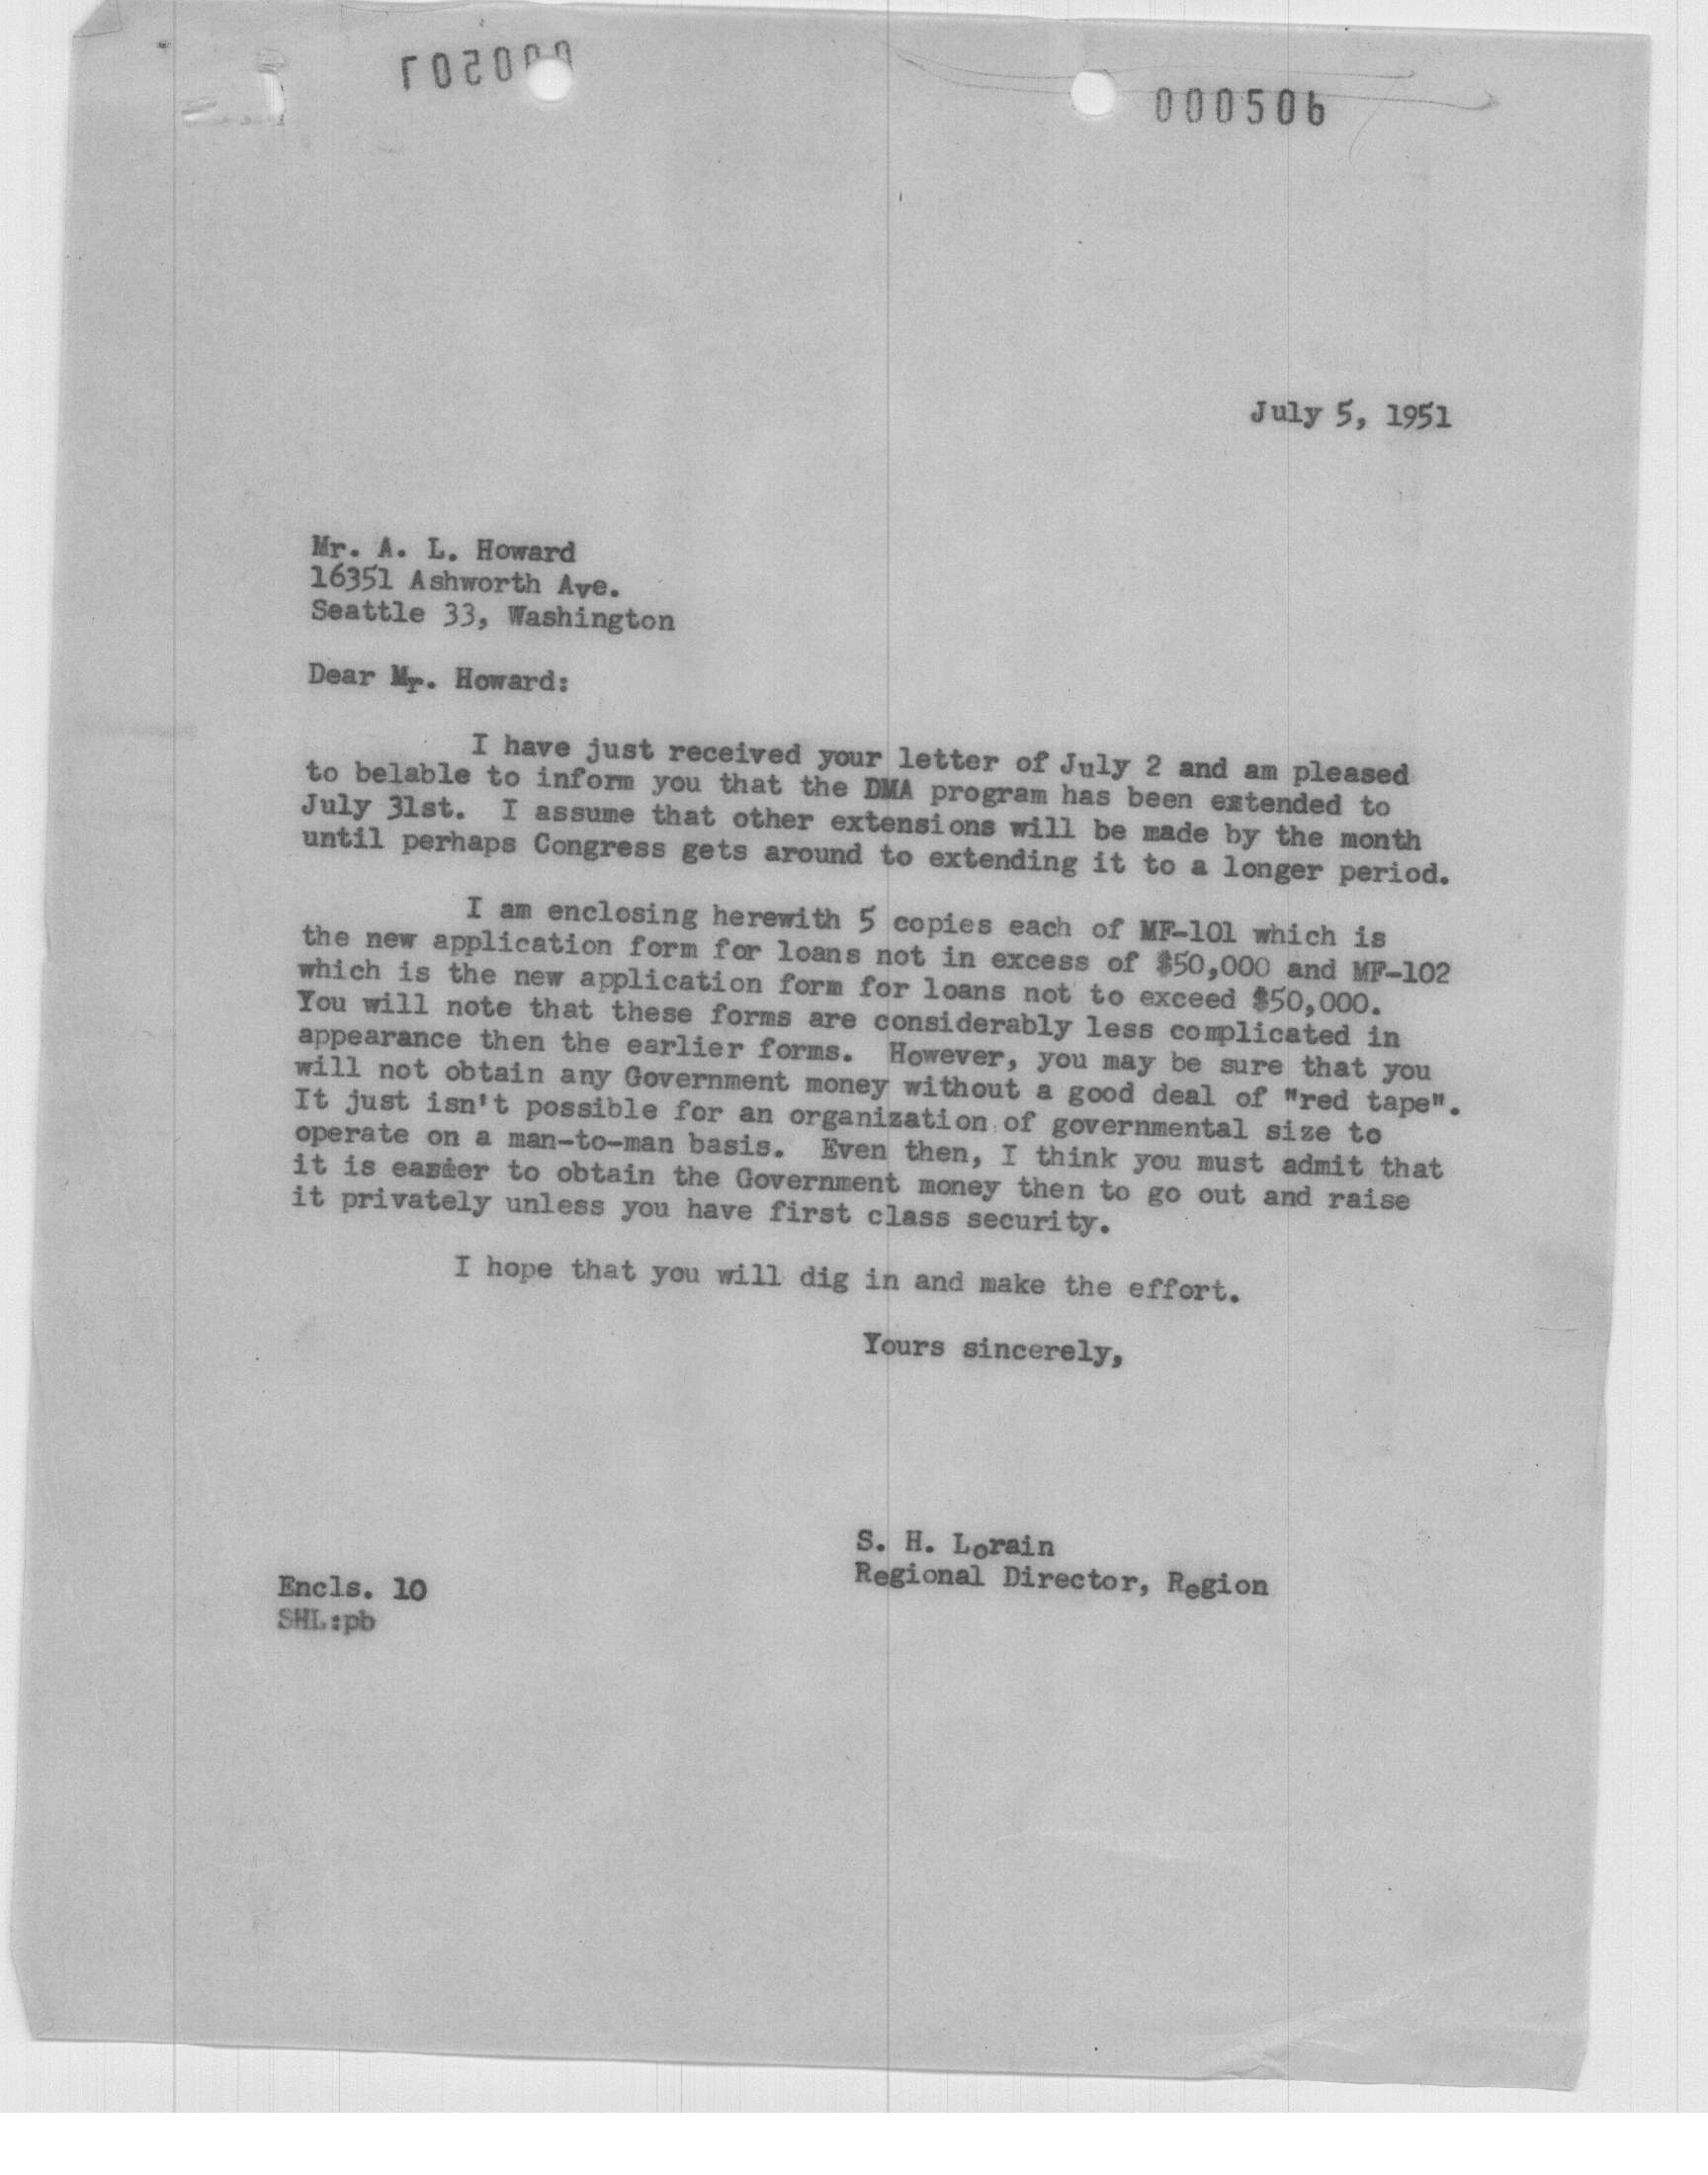 000507
000506
July 5, 1951
Mr. A. L. Howard
16351 Ashworth Ave.
Seattle 33, Washington
Dear Mr. Howard:
I have just received your letter of July 2 and am pleased
to belable to inform you that the DMA program has been extended to
July 31st. I assume that other extensions will be made by the month
until perhaps Congress gets around to extending it to a longer period.
I am enclosing herewith 5 copies each of MF-101 which is
the new application form for loans not in excess of $50,000 and MF-102
which is the new application form for loans not to exceed $50,000.
You will note that these forms are considerably less complicated in
appearance then the earlier forms. However, you may be sure that you
will not obtain any Government money without a good deal of "red tape".
It just isn't possible for an organization of governmental size to
operate on a man-to-man basis. Even then, I think you must admit that
it is easier to obtain the Government money then to go out and raise
it privately unless you have first class security.
I hope that you will dig in and make the effort.
Yours sincerely,
S. H. Lorain
Regional Director, Region
Encls. 10
SHL:pb